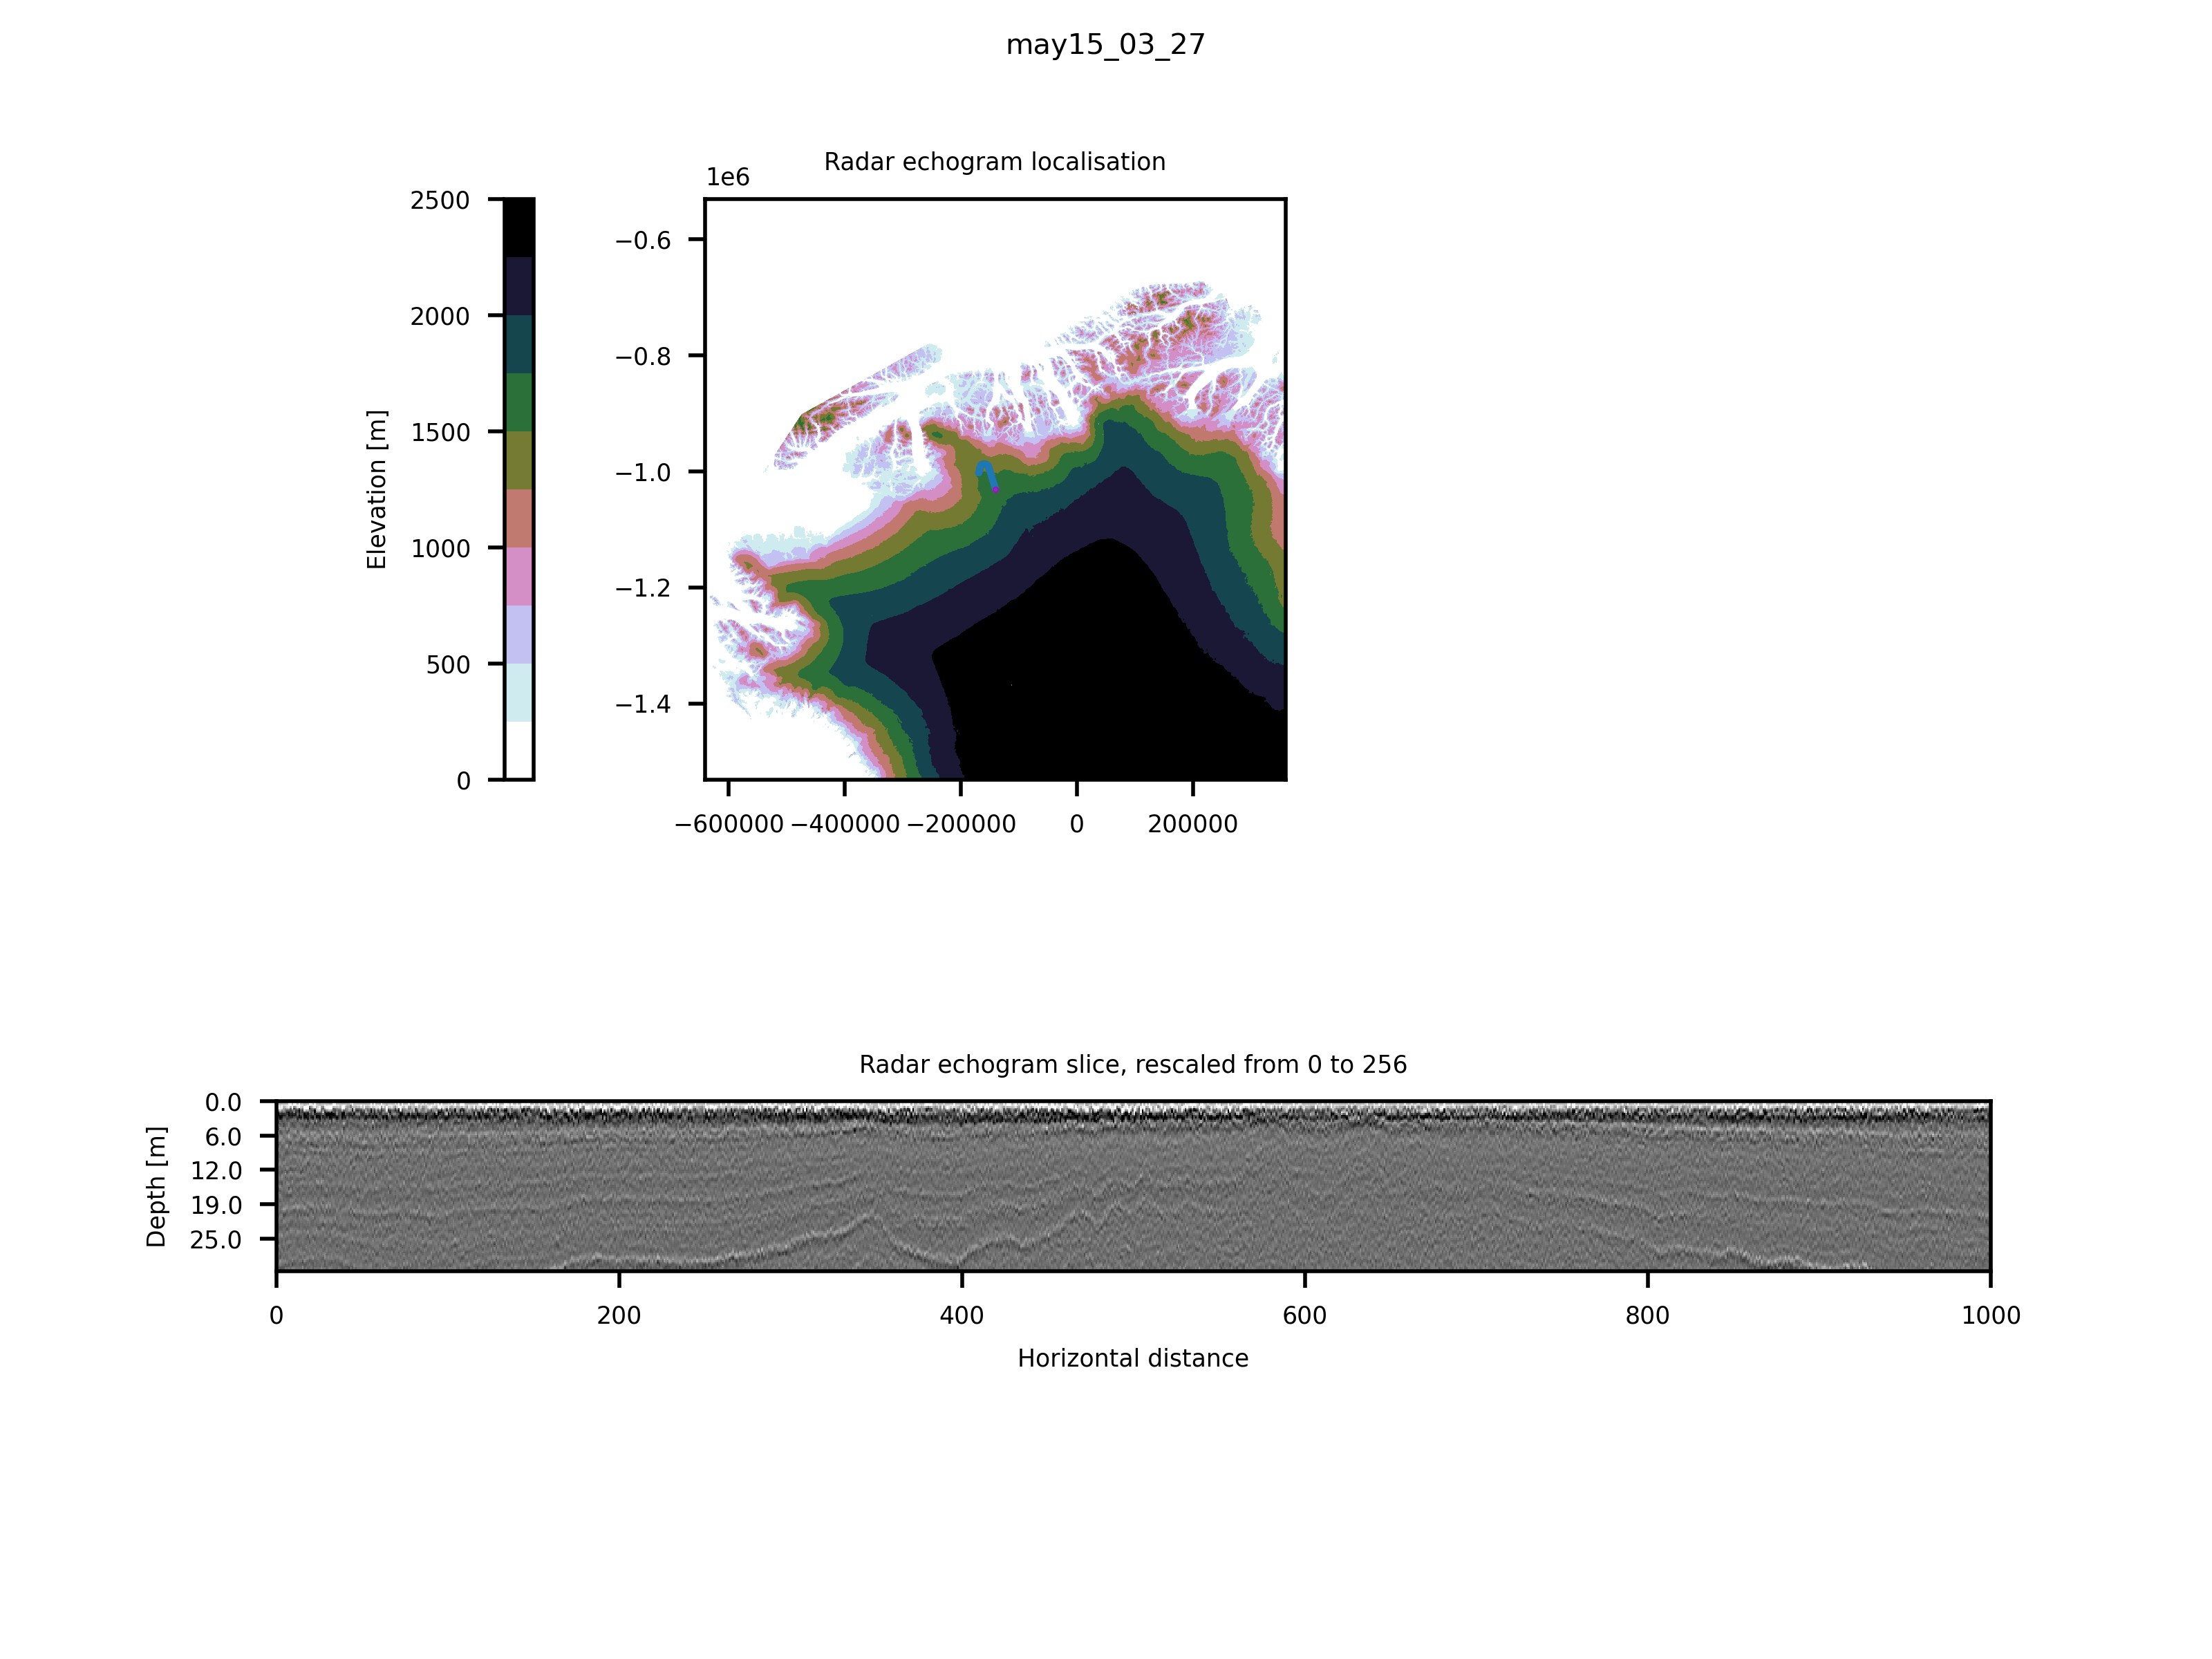 may15_03_27
Radar echogram localisation
1e6
2500
2000
1500
1000
500
0
Elevation [m]
−0.6
−0.8
−1.0
−1.2
−1.4
−600000 −400000 −200000 0 200000
Radar echogram slice, rescaled from 0 to 256
0.0
6.0
12.0
19.0
25.0
Depth [m]
0 200 400 600 800 1000
Horizontal distance